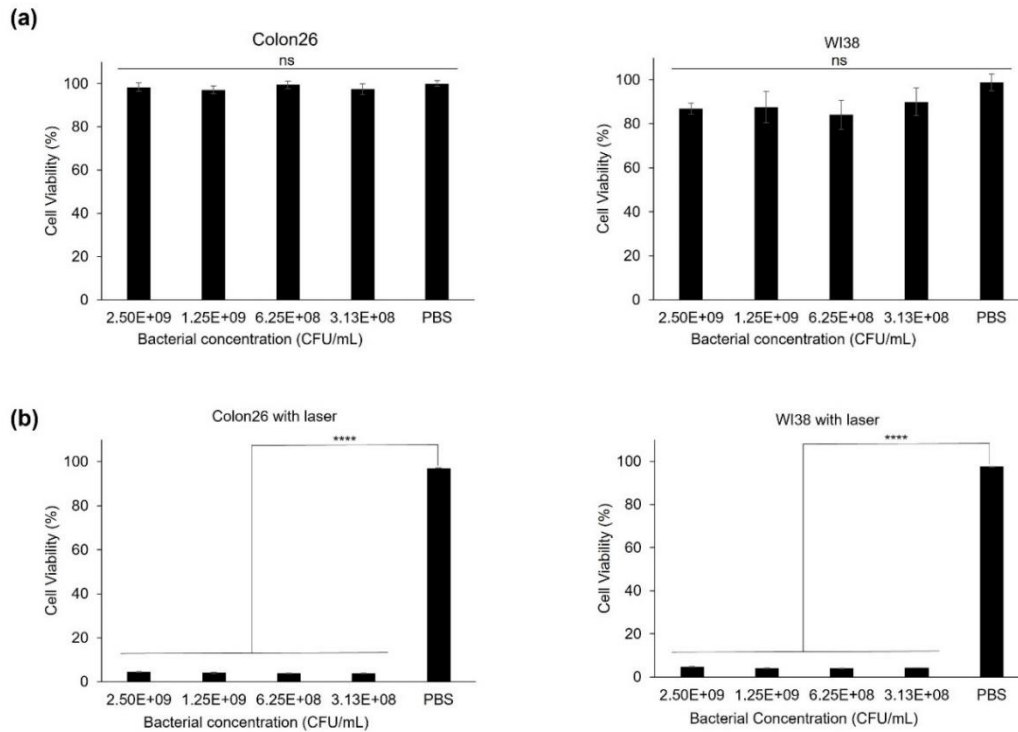 (a)
Colon26
ns
100
80
60
40
20
0
Cell Viability (%)
2.50E+09 1.25E+09 6.25E+08 3.13E+08 PBS
Bacterial concentration (CFU/mL)
WI38
ns
100
80
60
40
20
0
Cell Viability (%)
2.50E+09 1.25E+09 6.25E+08 3.13E+08 PBS
Bacterial concentration (CFU/mL)
(b)
Colon26 with laser
****
100
80
60
40
20
0
Cell Viability (%)
2.50E+09 1.25E+09 6.25E+08 3.13E+08 PBS
Bacterial concentration (CFU/mL)
WI38 with laser
****
100
80
60
40
20
0
Cell Viability (%)
2.50E+09 1.25E+09 6.25E+08 3.13E+08 PBS
Bacterial Concentration (CFU/mL)